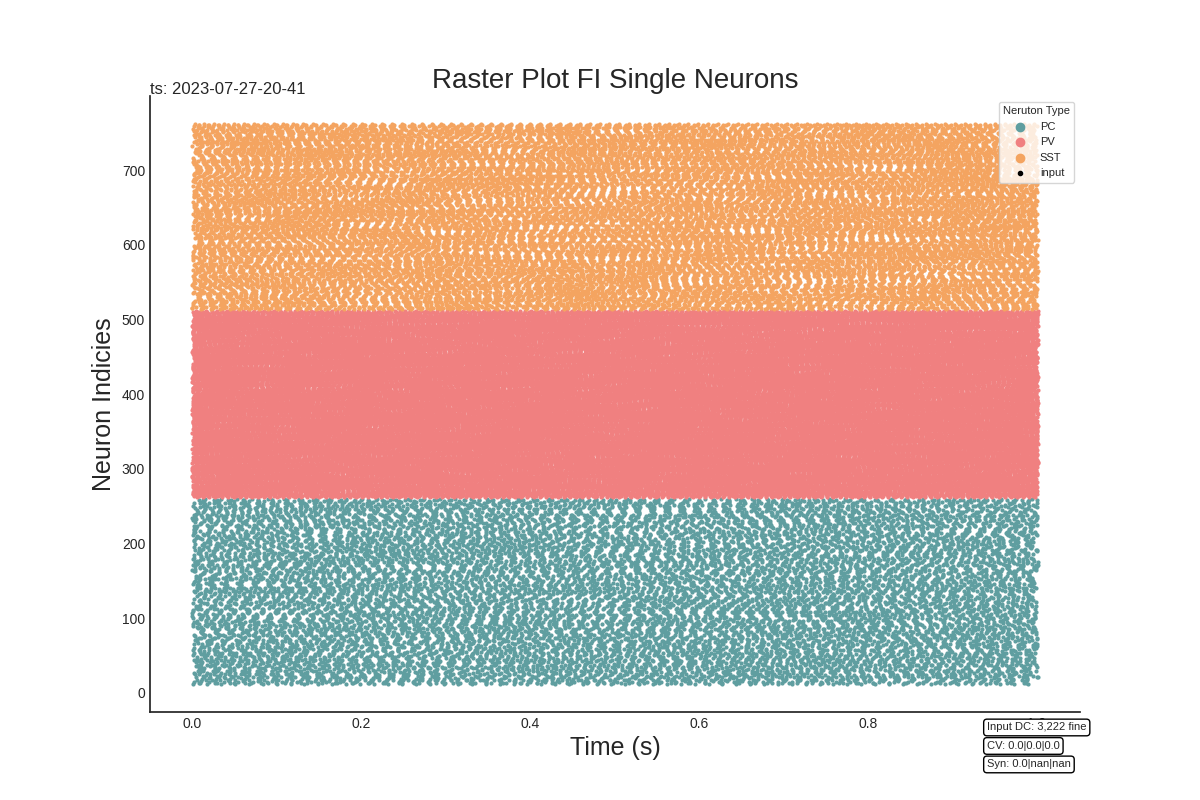 Raster Plot FI Single Neurons
ts: 2023-07-27-20-41
Neruton Type
PC
PV
SST
input
Neuron Indicies
700
600
500
400
300
200
100
0
0.0 0.2 0.4 0.6 0.8
Time (s)
Input DC: 3,222 fine
CV: 0.0|0.0|0.0
Syn: 0.0|nan|nan